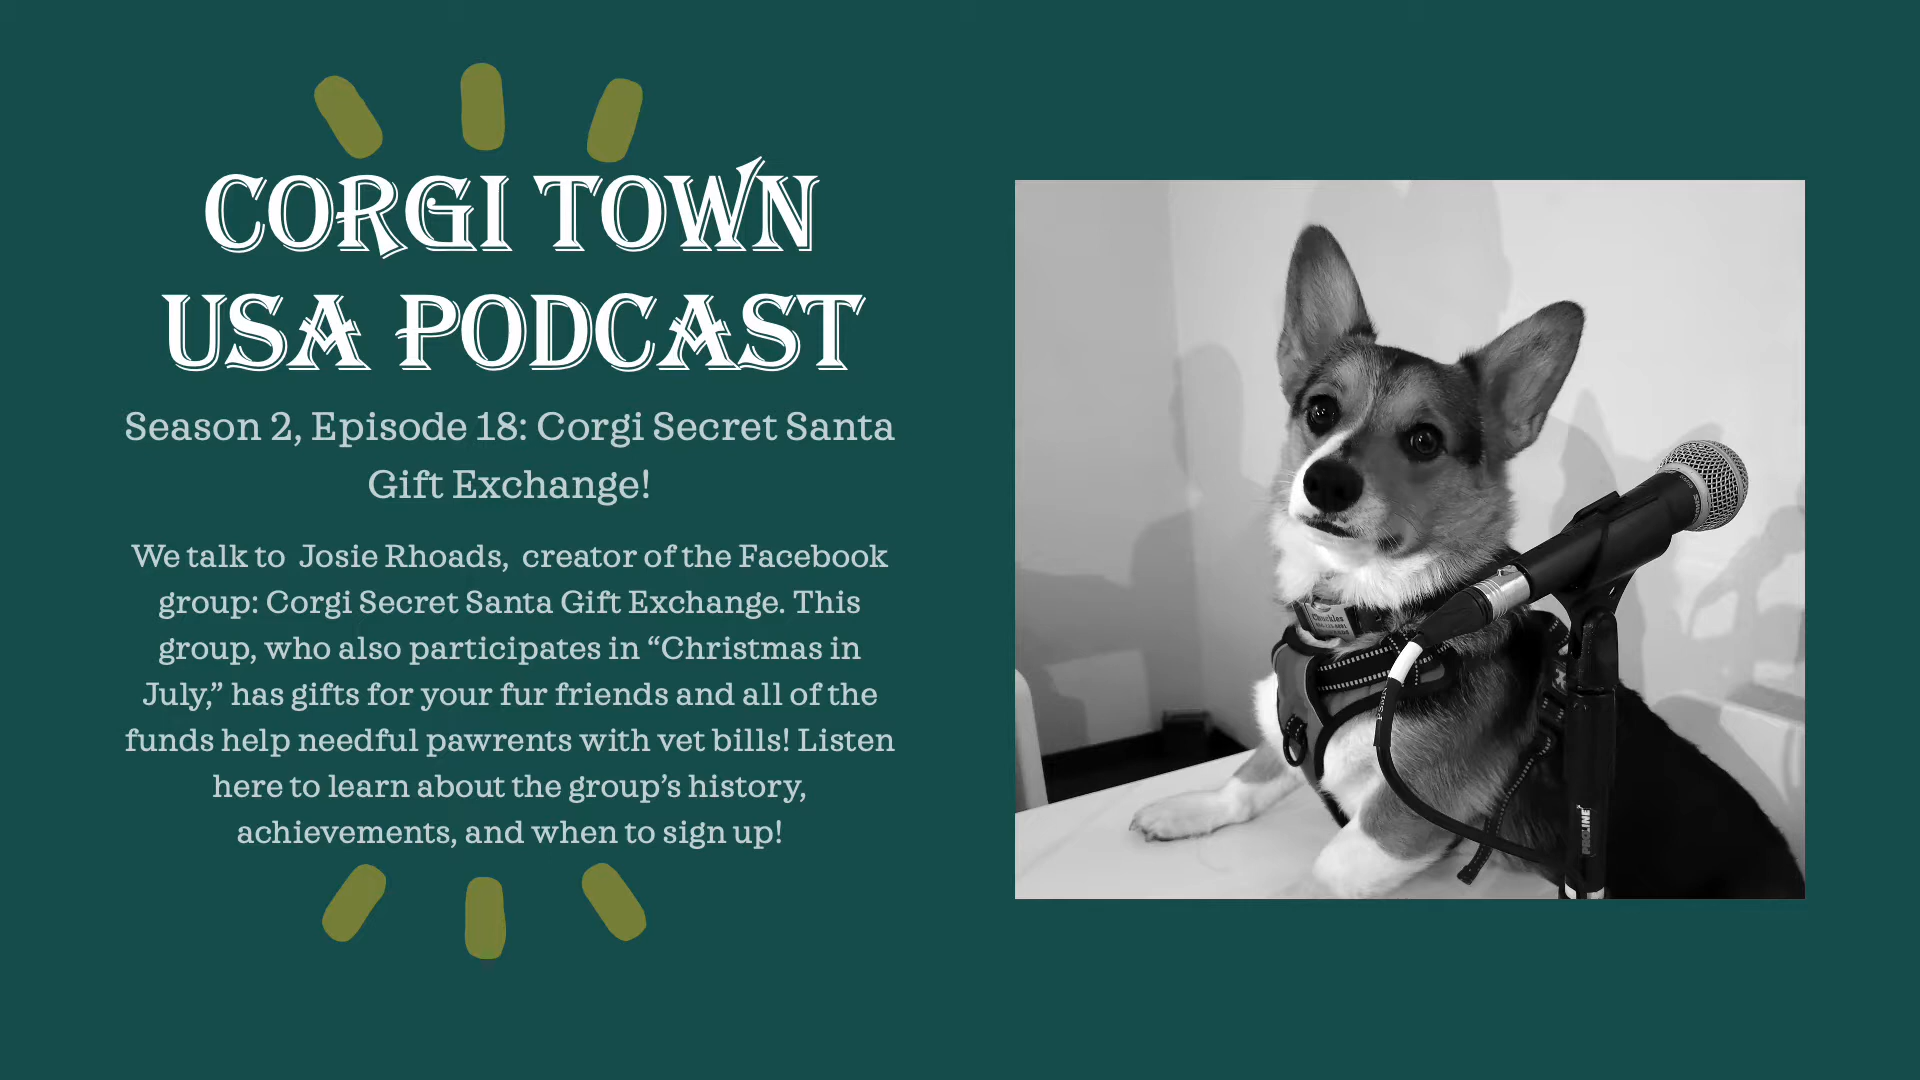 CORGI TOWN
USA PODCAST
Season 2, Episode 18: Corgi Secret Santa
Gift Exchange!
We talk to Josie Rhoads, creator of the Facebook
group: Corgi Secret Santa Gift Exchange. This
group, who also participates in “Christmas in
July,” has gifts for your fur friends and all of the
funds help needful pawrents with vet bills! Listen
here to learn about the group’s history,
achievements, and when to sign up!
Chuckles
PROLINE